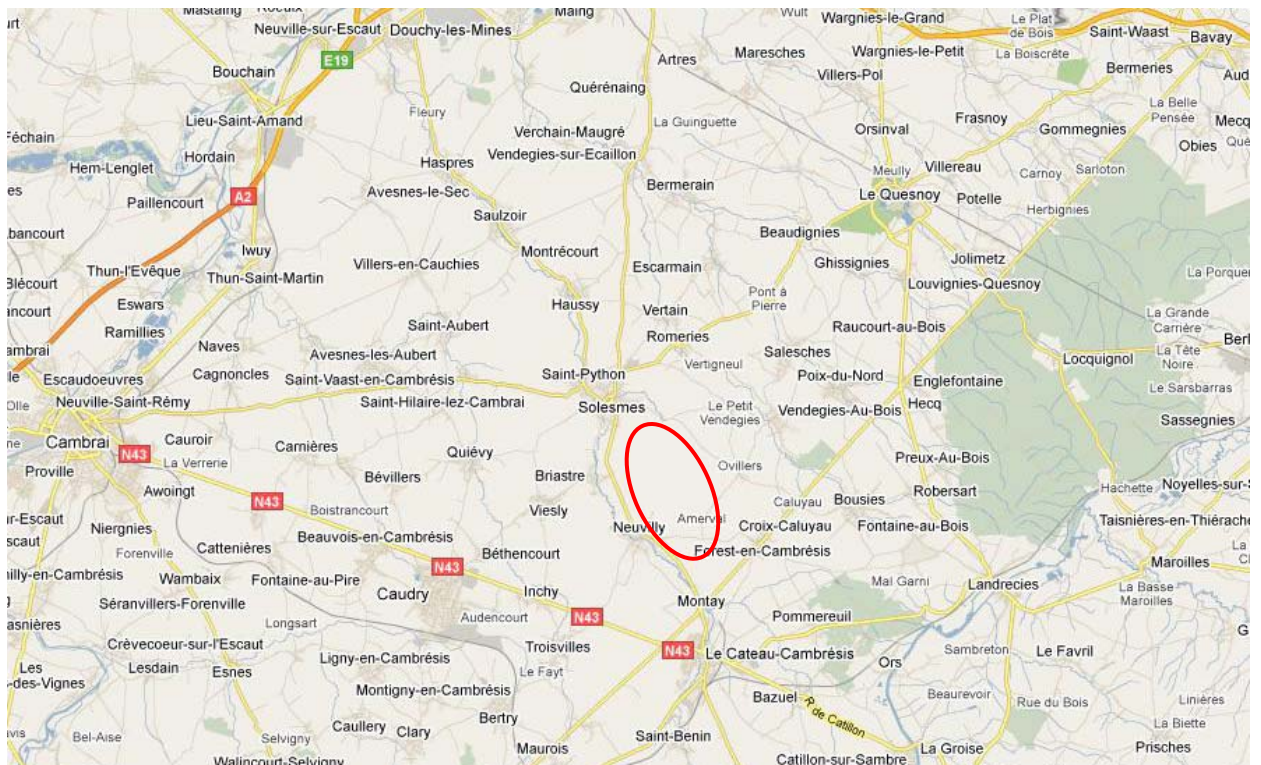 Mastaing
Maing
Wult
Wargnies-le-Grand
Le Plat
de Bois
Saint-Waast
Bavay
Neuville-sur-Escaut
Douchy-les-Mines
E19
Artres
Maresches
Wargnies-le-Petit
La Boiscrête
Bermeries
Bouchain
Quérénaing
Villers-Pol
La Belle
Pensée
Lieu-Saint-Amand
Fleury
Verchain-Maugré
La Guinguette
Orsinval
Frasnoy
Gommegnies
Obies
Féchain
Hordain
Hem-Lenglet
Haspres
Vendegies-sur-Ecaillon
Meully
Villereau
Carnoy
Sarloton
A2
Paillencourt
Avesnes-le-Sec
Bermerain
Le Quesnoy
Potelle
Herbignies
Saulzoir
Beaudignies
Iwuy
Montrécourt
Thun-l'Evêque
Thun-Saint-Martin
Villers-en-Cauchies
Escarmain
Ghissignies
Jolimetz
Louvignies-Quesnoy
Eswars
Haussy
Vertain
Pont à
Pierre
La Grande
Carrière
Ramillies
Saint-Aubert
Romeries
Raucourt-au-Bois
Naves
Avesnes-les-Aubert
Vertigneul
Salesches
Locquignol
La Tête
Noire
Escaudoeuvres
Cagnoncles
Saint-Vaast-en-Cambrésis
Saint-Python
Poix-du-Nord
Englefontaine
Le Sarsbarras
Neuville-Saint-Rémy
Saint-Hilaire-lez-Cambrai
Solesmes
Le Petit
Vendegies
Vendegies-Au-Bois
Hecq
Sassegnies
Cambrai
N43
Cauroir
La Verrerie
Carnières
Quiévy
Preux-Au-Bois
Proville
Awoingt
Bévillers
Briastre
Ovillers
Robersart
Hachette
N43
Boistrancourt
Viesly
Caluyau
Bousies
Niergnies
Beauvois-en-Cambrésis
Neuvilly
Amerval
Croix-Caluyau
Fontaine-au-Bois
Forenville
Cattenières
Béthencourt
Forest-en-Cambrésis
Maroilles
Wambaix
Fontaine-au-Pire
N43
Mal Garni
Landrecies
La Basse
Maroilles
Séranvillers-Forenville
Caudry
Inchy
Montay
Longsart
Audencourt
N43
Pommereuil
Crèvecoeur-sur-l'Escaut
Troisvilles
N43
Le Cateau-Cambrésis
Sambreton
Le Favril
Les
Lesdain
Esnes
Ligny-en-Cambrésis
Le Fayt
Ors
Montigny-en-Cambrésis
Bazuel
R de Catillon
Beaurevoir
Rue du Bois
Linières
Bel-Aise
Selvigny
Caullery
Clary
Bertry
Saint-Benin
La Biette
Walincourt-Selvigny
Maurois
Catillon-sur-Sambre
La Groise
Prisches